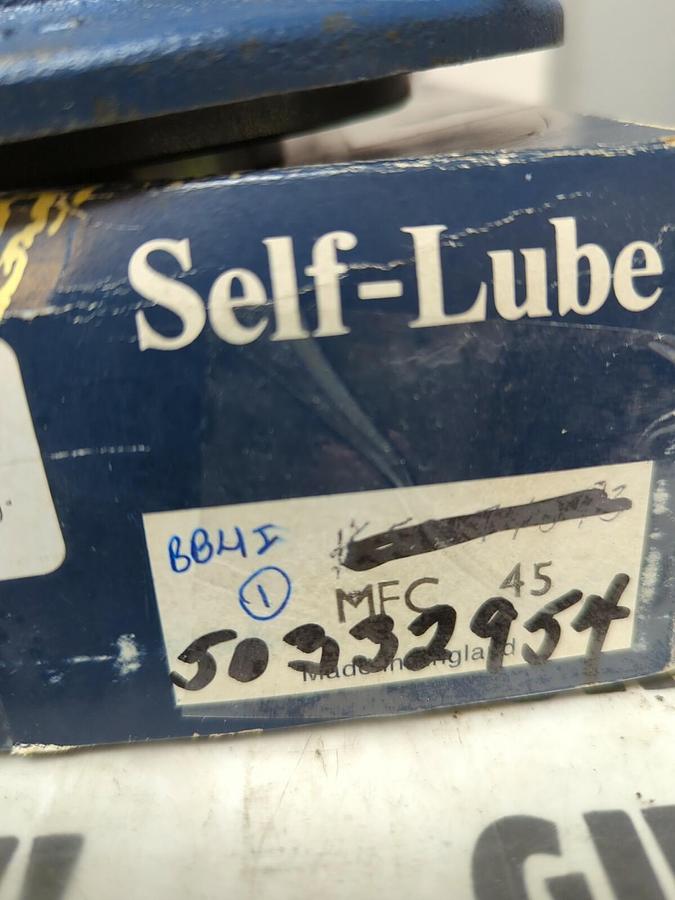 Self-Lube
BB4I
1
MFC 45
50332954
Made in England